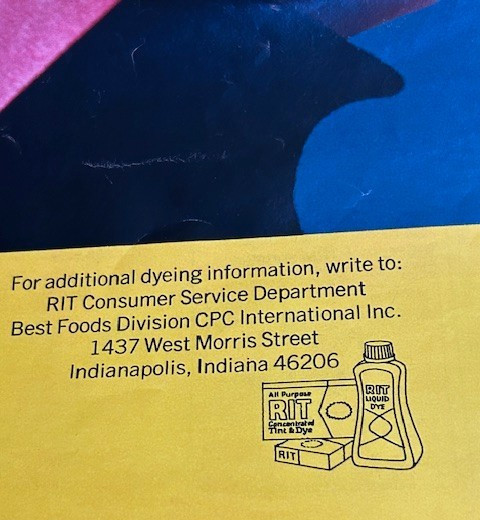 For additional dyeing information, write to:
RIT Consumer Service Department
Best Foods Division CPC International Inc.
1437 West Morris Street
Indianapolis, Indiana 46206
All Purpose
RIT
Concentrated
Tint & Dye
RIT
RIT
LIQUID
DYE